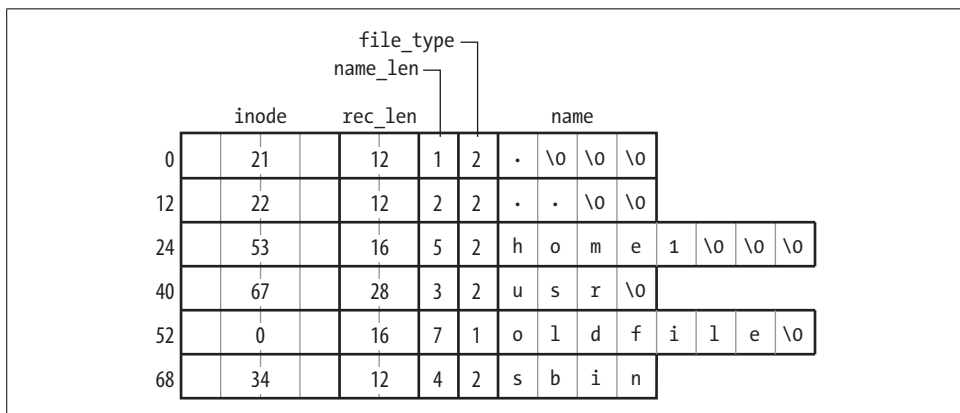 file_type
name_len
inode rec_len name
0 21 12 1 2 . \0 \0 \0
12 22 12 2 2 . . \0 \0
24 53 16 5 2 h o m e 1 \0 \0 \0
40 67 28 3 2 u s r \0
52 0 16 7 1 o l d f i l e \0
68 34 12 4 2 s b i n